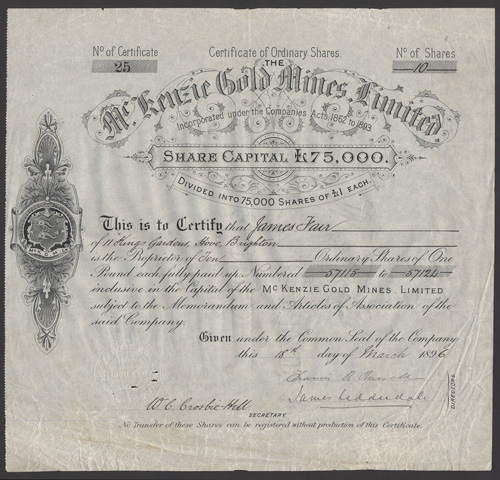 No of Certificate
Certificate of Ordinary Shares.
No of Shares
25
10
THE
Mc Kenzie Gold Mines, Limited
Incorporated under the Companies Acts, 1862 to 1893.
SHARE CAPITAL £75,000.
DIVIDED INTO 75,000 SHARES OF £1 EACH.
This is to Certify that James Fair
of 11 Kings Gardens, Hove, Brighton
is the Proprietor of Ten Ordinary Shares of One
Pound each fully paid up Numbered 57115 to 57124
inclusive in the Capital of the McKENZIE GOLD MINES, LIMITED
subject to the Memorandum and Articles of Association of the
said Company.
Given under the Common Seal of the Company
this 18th day of March 1896
Francis
James
DIRECTORS.
W. C. Crosbie-Hill
SECRETARY.
No Transfer of these Shares can be registered without production of this Certificate.